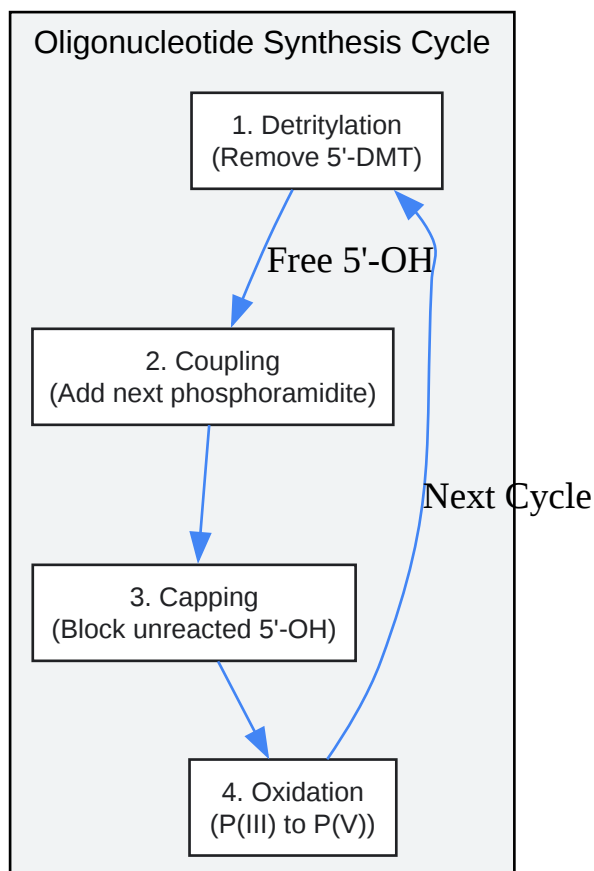 Oligonucleotide Synthesis Cycle
1. Detritylation
(Remove 5'-DMT)
Free 5'-OH
2. Coupling
(Add next phosphoramidite)
Next Cycle
3. Capping
(Block unreacted 5'-OH)
4. Oxidation
(P(III) to P(V))